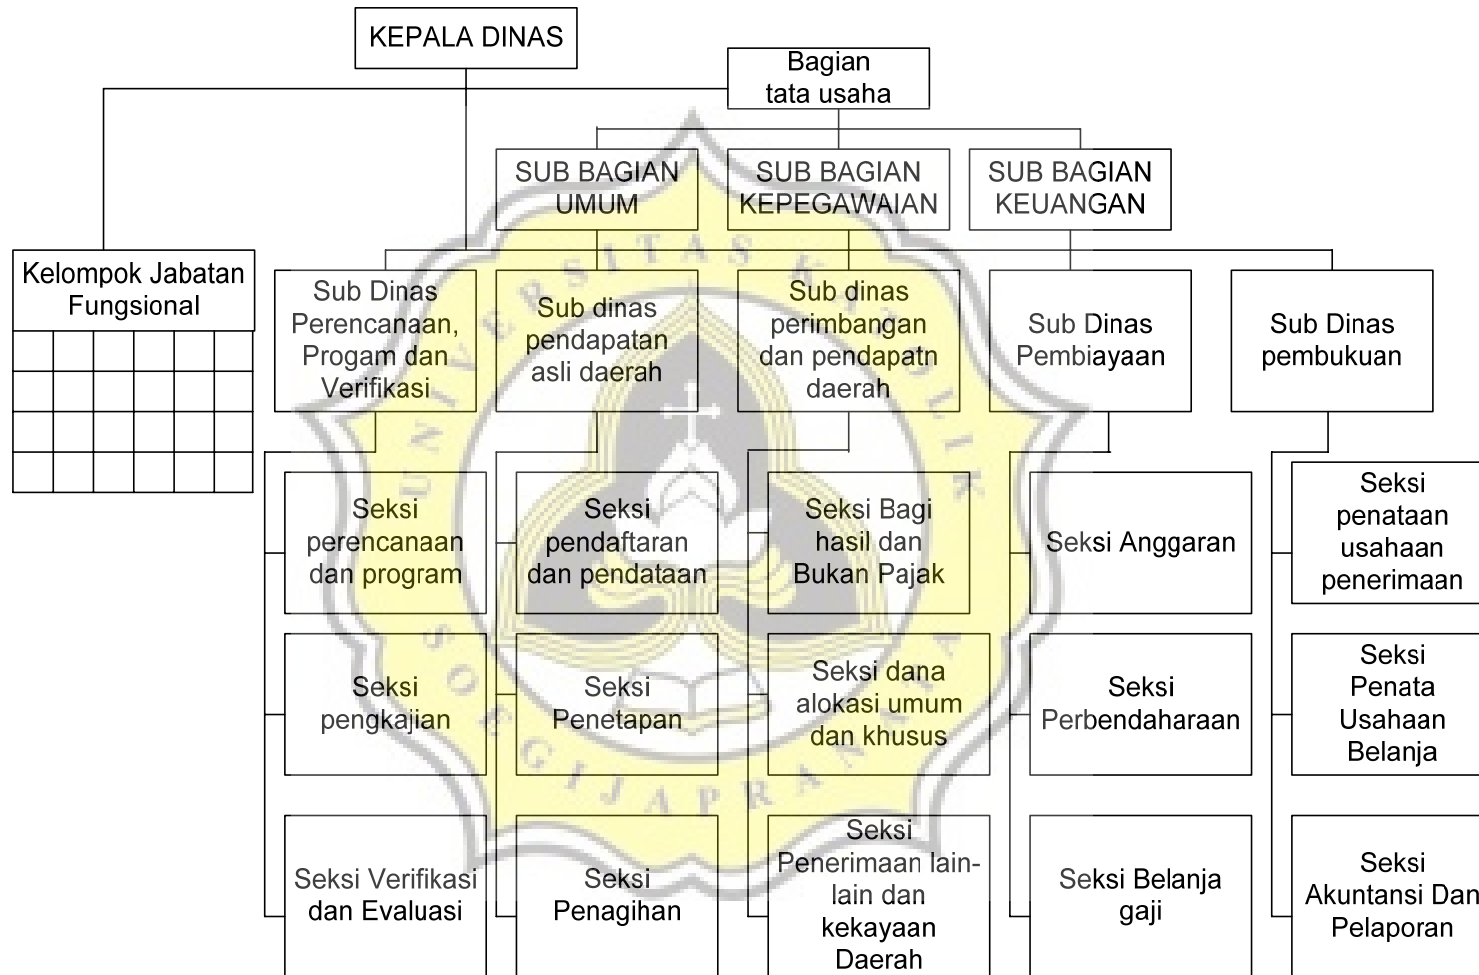 KEPALA DINAS
Bagian
tata usaha
SUB BAGIAN
UMUM
SUB BAGIAN
KEPEGAWAIAN
SUB BAGIAN
KEUANGAN
Kelompok Jabatan
Fungsional
Sub Dinas
Perencanaan,
Progam dan
Verifikasi
Sub dinas
pendapatan
asli daerah
Sub dinas
perimbangan
dan pendapatn
daerah
Sub Dinas
Pembiayaan
Sub Dinas
pembukuan
Seksi
perencanaan
dan program
Seksi
pendaftaran
dan pendataan
Seksi Bagi
hasil dan
Bukan Pajak
Seksi Anggaran
Seksi
penataan
usahaan
penerimaan
Seksi
pengkajian
Seksi
Penetapan
Seksi dana
alokasi umum
dan khusus
Seksi
Perbendaharaan
Seksi
Penata
Usahaan
Belanja
Seksi Verifikasi
dan Evaluasi
Seksi
Penagihan
Seksi
Penerimaan lain-
lain dan
kekayaan
Daerah
Seksi Belanja
gaji
Seksi
Akuntansi Dan
Pelaporan
UNIVERSITAS KATOLIK
SOEGIJAPRANATA